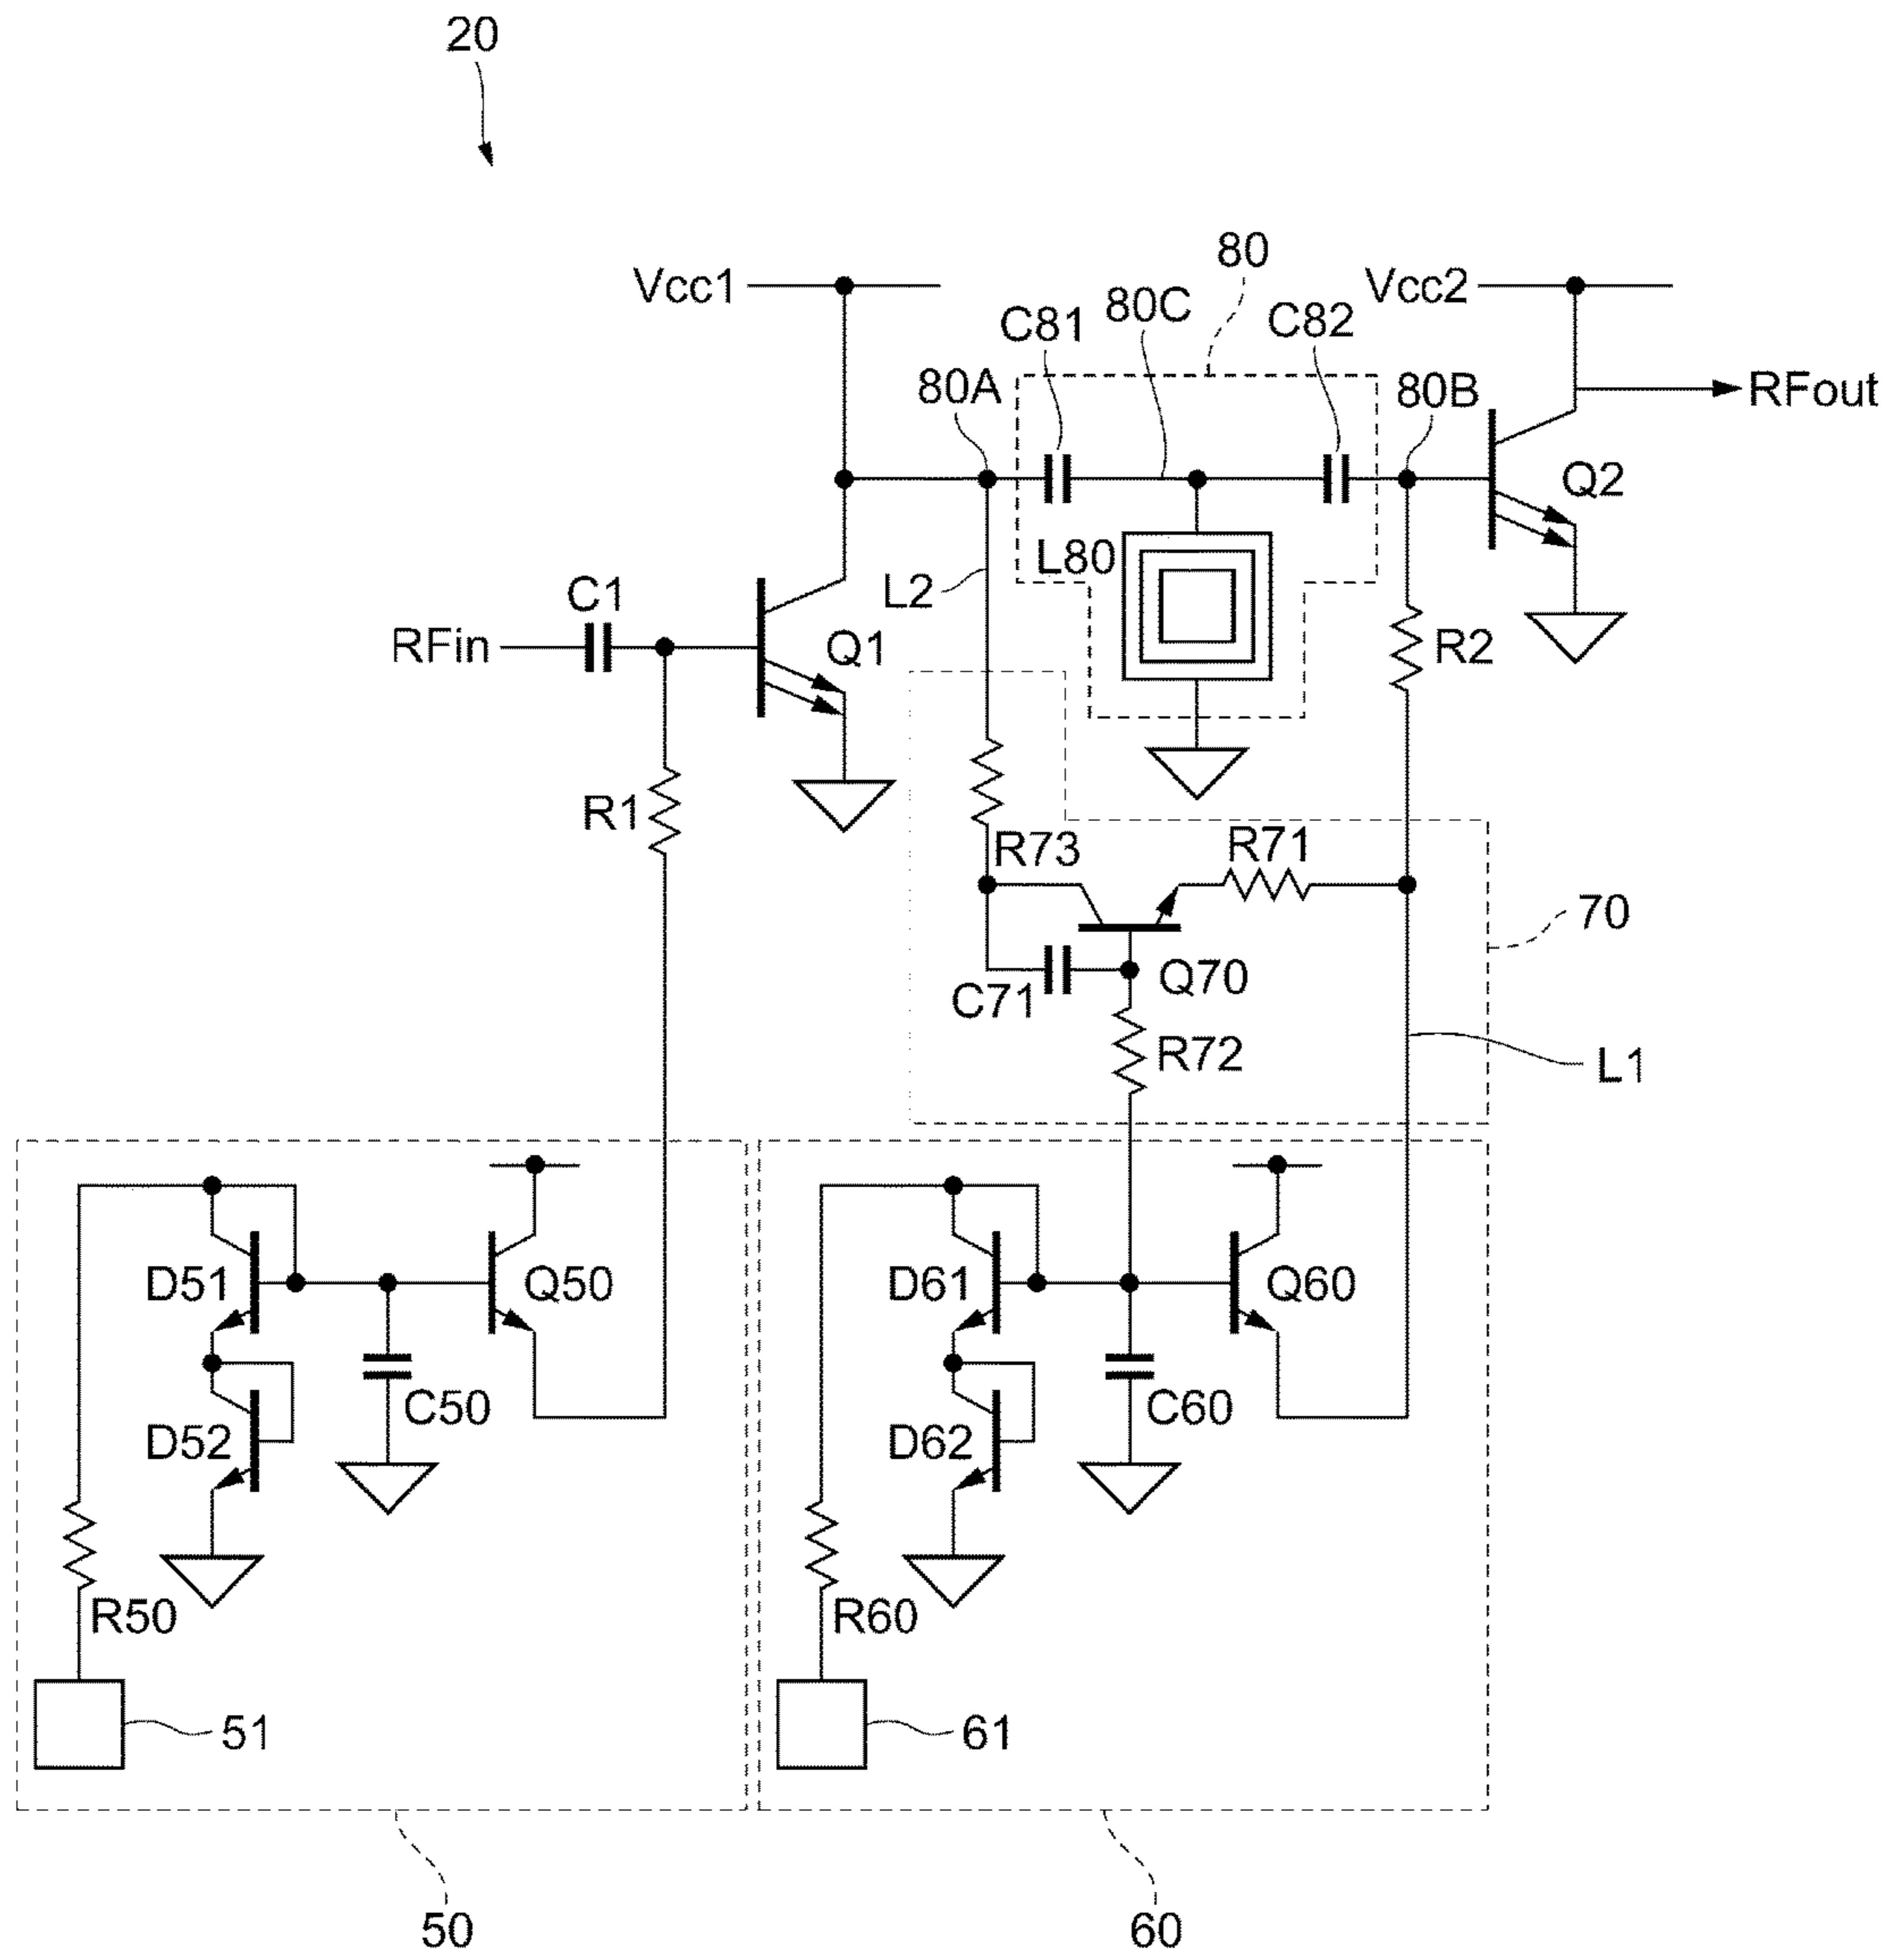 20
80
Vcc1
Vcc2
C81
80C
C82
80A
80B
RFout
Q2
L80
L2
C1
RFin
Q1
R2
R1
R73
R71
70
Q70
C71
R72
L1
D51
Q50
D61
Q60
C50
C60
D52
D62
R50
R60
51
61
50
60